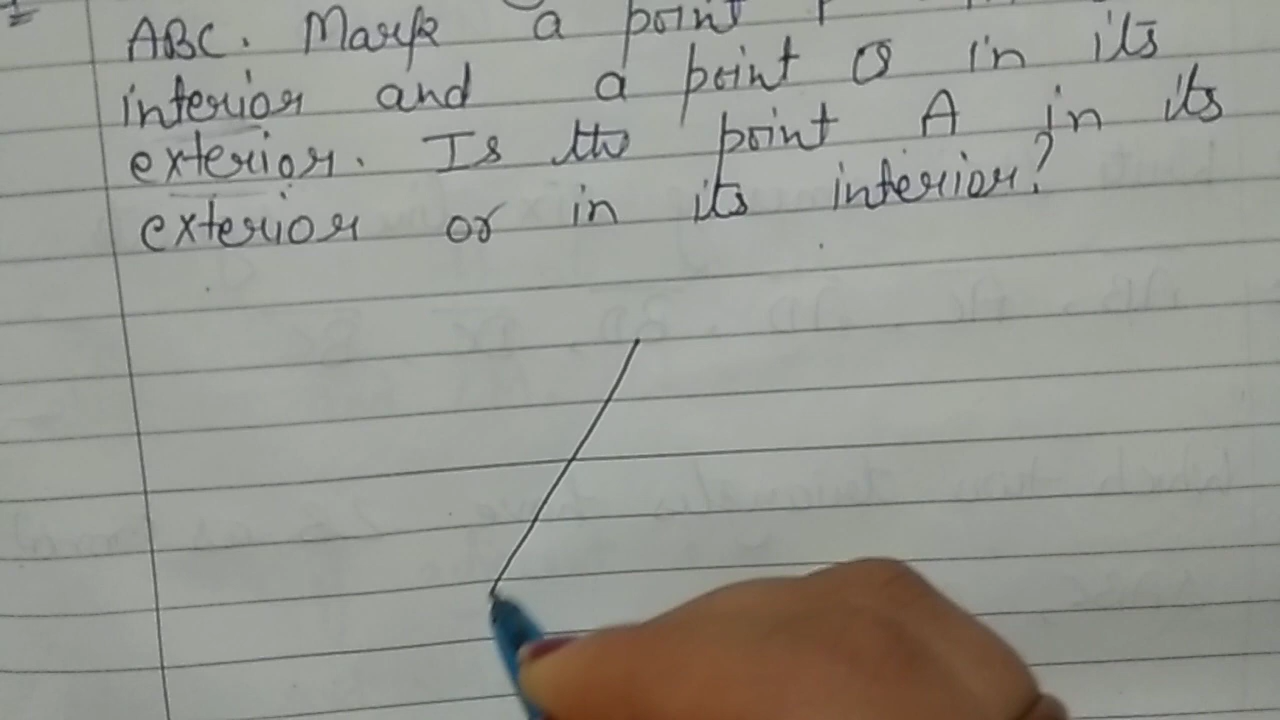 ABC. Mark a point
interior and a point Q in its
exterior. Is the point A in its
exterior or in its interior?